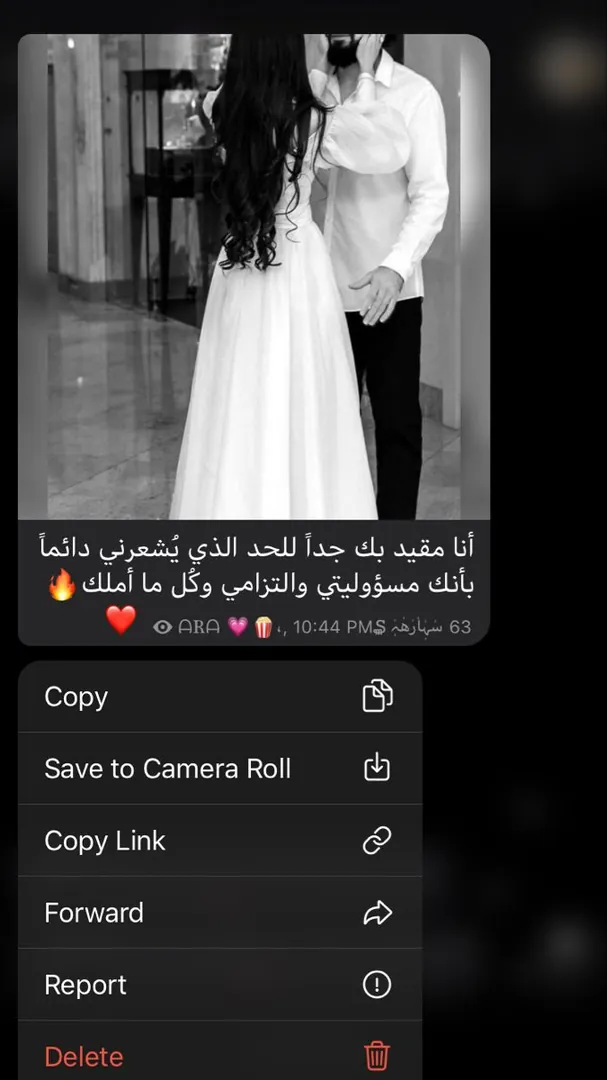 أنا مقيد بك جداً للحد الذي يُشعرني دائماً
بأنك مسؤوليتي والتزامي وكُل ما أملك🔥❤️
63 10:44 PM ARA
Copy
Save to Camera Roll
Copy Link
Forward
Report
Delete